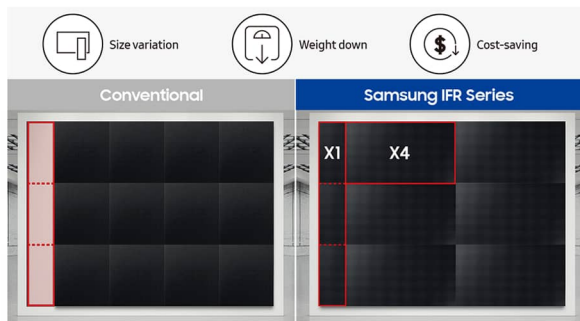 Size variation
Weight down
Cost-saving
Conventional
Samsung IFR Series
X1
X4